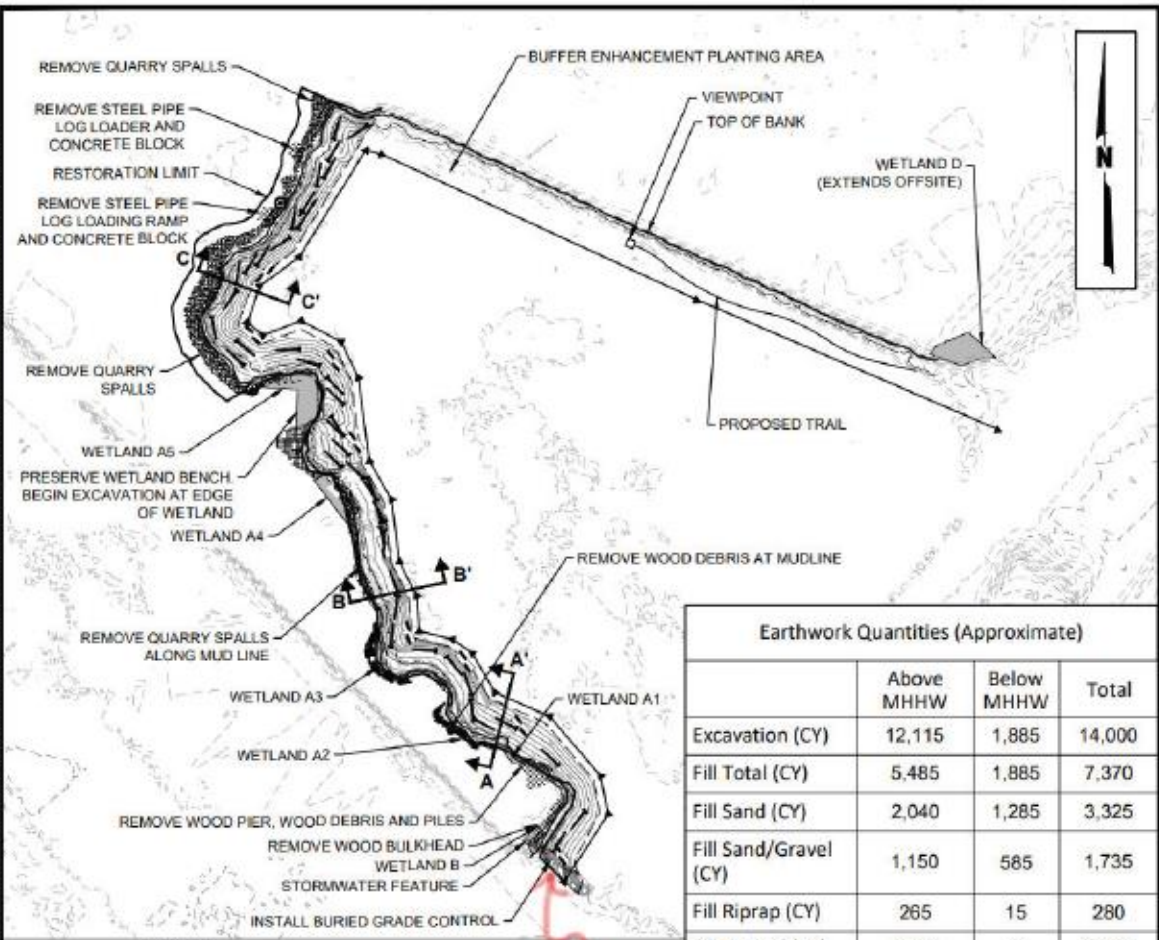 REMOVE QUARRY SPALLS
REMOVE STEEL PIPE
LOG LOADER AND
CONCRETE BLOCK
RESTORATION LIMIT
REMOVE STEEL PIPE
LOG LOADING RAMP
AND CONCRETE BLOCK
C
C'
REMOVE QUARRY
SPALLS
WETLAND A5
PRESERVE WETLAND BENCH.
BEGIN EXCAVATION AT EDGE
OF WETLAND
WETLAND A4
B
B'
REMOVE QUARRY SPALLS
ALONG MUD LINE
WETLAND A3
WETLAND A2
A'
A
REMOVE WOOD PIER, WOOD DEBRIS AND PILES
REMOVE WOOD BULKHEAD
WETLAND B
STORMWATER FEATURE
INSTALL BURIED GRADE CONTROL
BUFFER ENHANCEMENT PLANTING AREA
VIEWPOINT
TOP OF BANK
WETLAND D
(EXTENDS OFFSITE)
N
PROPOSED TRAIL
REMOVE WOOD DEBRIS AT MUDLINE
WETLAND A1
Earthwork Quantities (Approximate)
Above MHHW Below MHHW Total
Excavation (CY) 12,115 1,885 14,000
Fill Total (CY) 5,485 1,885 7,370
Fill Sand (CY) 2,040 1,285 3,325
Fill Sand/Gravel (CY) 1,150 585 1,735
Fill Riprap (CY) 265 15 280